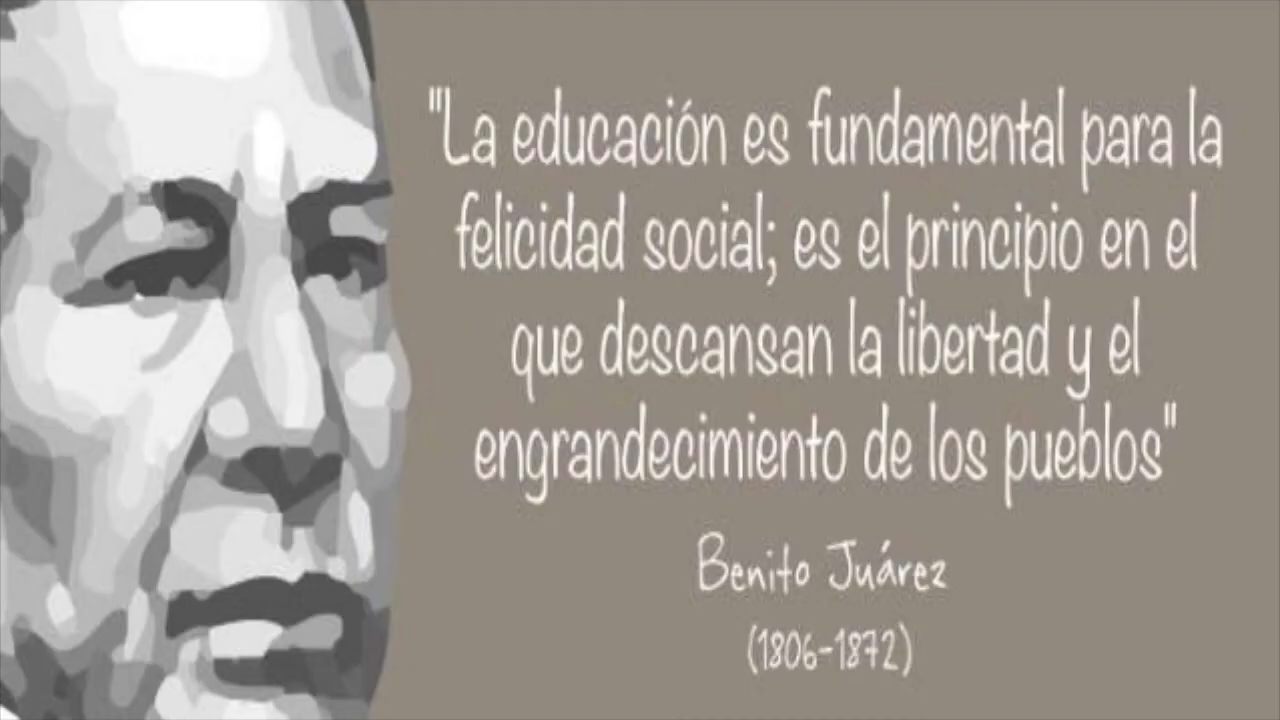 "La educación es fundamental para la
felicidad social; es el principio en el
que descansan la libertad y el
engrandecimiento de los pueblos"
Benito Juárez
(1806-1872)